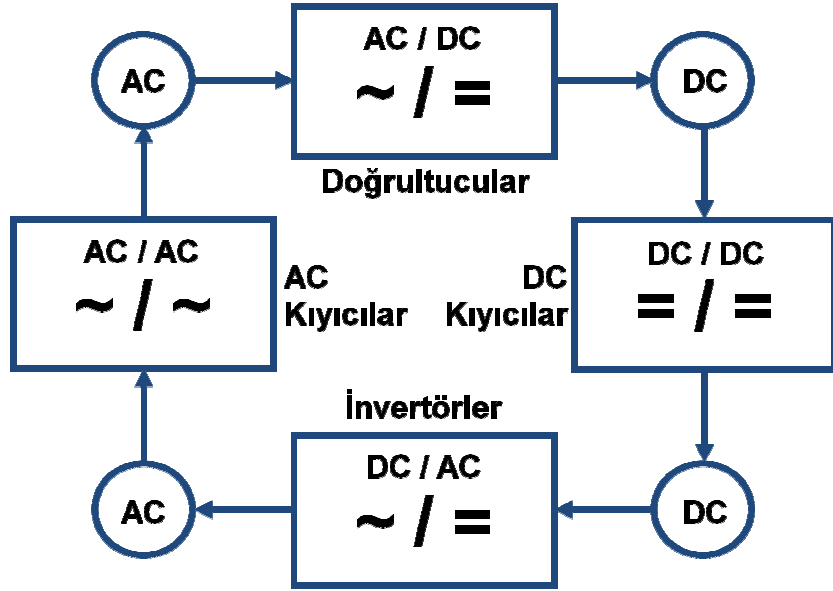 AC
AC / DC
~ / =
DC
Doğrultucular
AC / AC
~ / ~
AC
Kıyıcılar
DC
Kıyıcılar
DC / DC
= / =
İnvertörler
AC
DC / AC
~ / =
DC